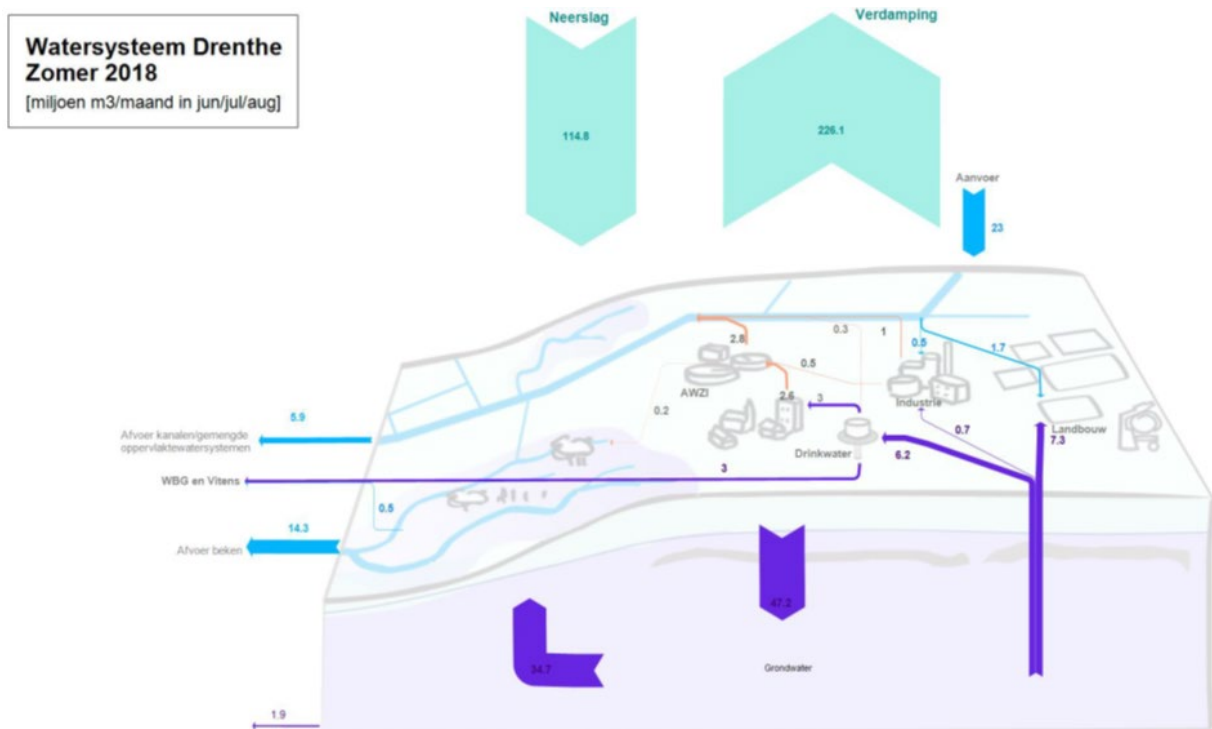 Watersysteem Drenthe
Zomer 2018
[miljoen m3/maand in jun/jul/aug]
Neerslag
Verdamping
114.8
226.1
Aanvoer
23
0.3
1
2.8
0.5
1.7
0.5
AWZI
2.6
3
Industrie
0.2
0.7
Landbouw
7.3
5.9
Afvoer kanalen/gemengde
oppervlaktewatersystemen
Drinkwater
6.2
3
WBG en Vitens
0.5
14.3
Afvoer beken
47.2
34.7
Grondwater
1.9